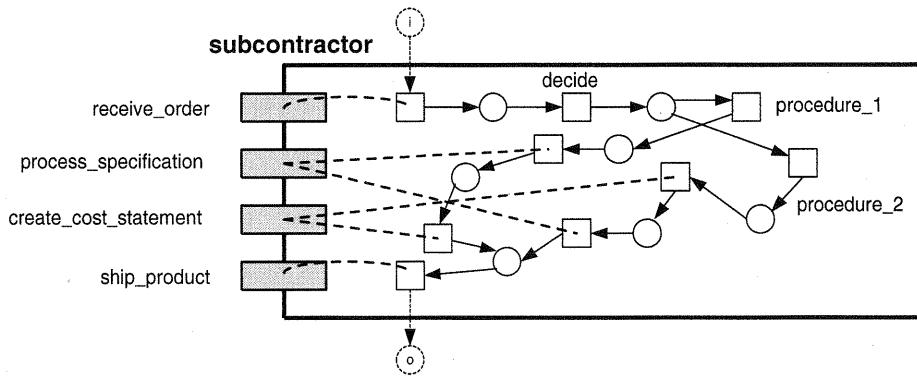 i
subcontractor
decide
receive_order
procedure_1
process_specification
create_cost_statement
procedure_2
ship_product
o